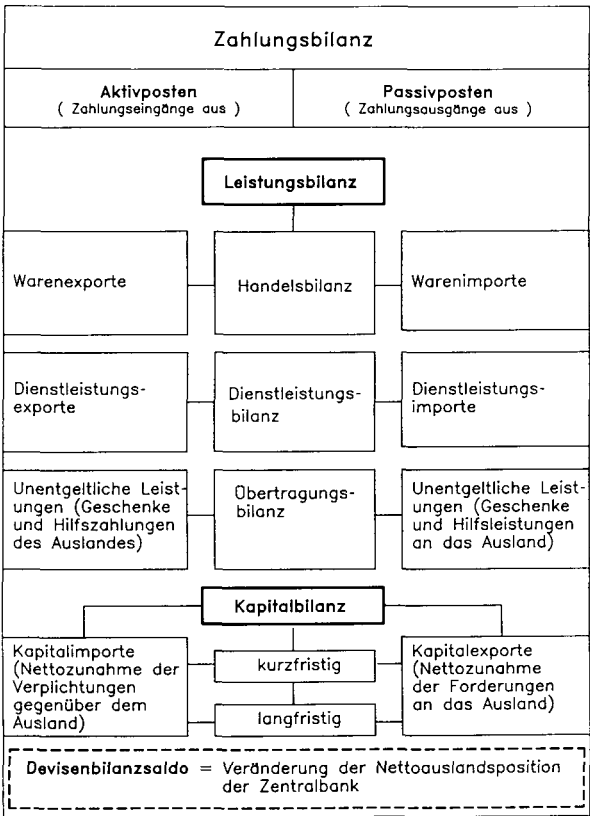 Zahlungsbilanz
Aktivposten
( Zahlungseingänge aus )
Passivposten
( Zahlungsausgänge aus )
Leistungsbilanz
Warenexporte
Handelsbilanz
Warenimporte
Dienstleistungs-
exporte
Dienstleistungs-
bilanz
Dienstleistungs-
importe
Unentgeltliche Leist-
ungen (Geschenke
und Hilfszahlungen
des Auslandes)
Obertragungs-
bilanz
Unentgeltliche Leist-
ungen (Geschenke
und Hilfsleistungen
an das Ausland)
Kapitalbilanz
Kapitalimporte
(Nettozunahme der
Verplichtungen
gegenüber dem
Ausland)
kurzfristig
langfristig
Kapitalexporte
(Nettozunahme
der Forderungen
an das Ausland)
Devisenbilanzsaldo = Veränderung der Nettoauslandsposition
der Zentralbank